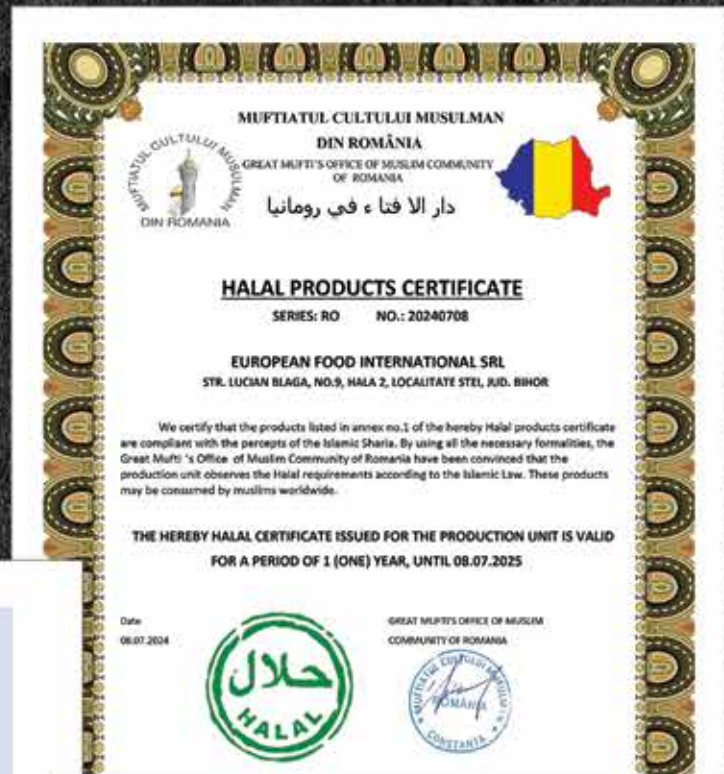 MUFTIATUL CULTULUI MUSULMAN
DIN ROMÂNIA
GREAT MUFTI'S OFFICE OF MUSLIM COMMUNITY
OF ROMANIA
دار الا فتا ء في رومانيا
MUFTIATUL CULTULUI MUSULMAN
DIN ROMANIA
HALAL PRODUCTS CERTIFICATE
SERIES: RO NO.: 20240708
EUROPEAN FOOD INTERNATIONAL SRL
STR. LUCIAN BLAGA, NO.9, HALA 2, LOCALITATE STEI, JUD. BIHOR
We certify that the products listed in annex no.1 of the hereby Halal products certificate
are compliant with the percepts of the Islamic Sharia. By using all the necessary formalities, the
Great Mufti 's Office of Muslim Community of Romania have been convinced that the
production unit observes the Halal requirements according to the Islamic Law. These products
may be consumed by muslims worldwide.
THE HEREBY HALAL CERTIFICATE ISSUED FOR THE PRODUCTION UNIT IS VALID
FOR A PERIOD OF 1 (ONE) YEAR, UNTIL 08.07.2025
Date
08.07.2024
GREAT MUFTI'S OFFICE OF MUSLIM
COMMUNITY OF ROMANIA
حلال
HALAL
MUFTIATUL CULTULUI MUSULMAN
ROMÂNIA
CONSTANTA